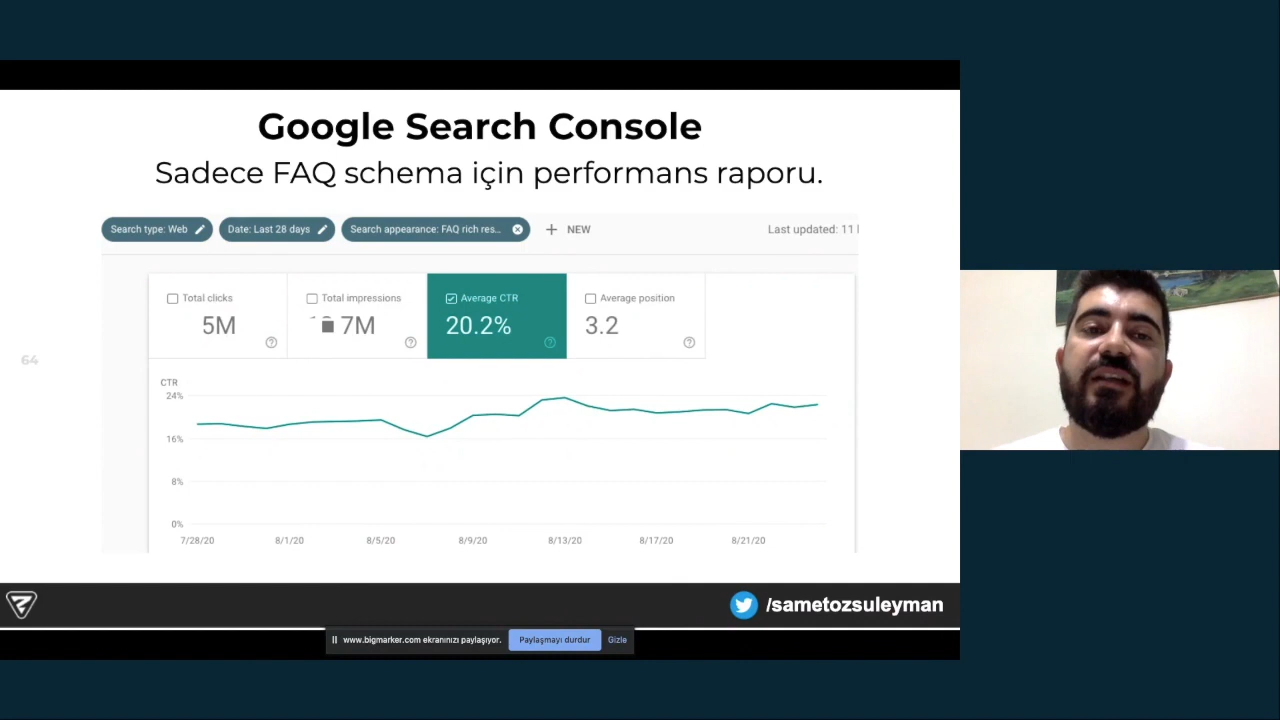 Google Search Console
Sadece FAQ schema için performans raporu.
Search type: Web
Date: Last 28 days
Search appearance: FAQ rich res...
+ NEW
Last updated: 11
Total clicks
5M
Total impressions
7M
Average CTR
20.2%
Average position
3.2
64
CTR
24%
16%
8%
0%
7/28/20 8/1/20 8/5/20 8/9/20 8/13/20 8/17/20 8/21/20
/sametozsuleyman
www.bigmarker.com ekranınızı paylaşıyor.
Paylaşmayı durdur
Gizle